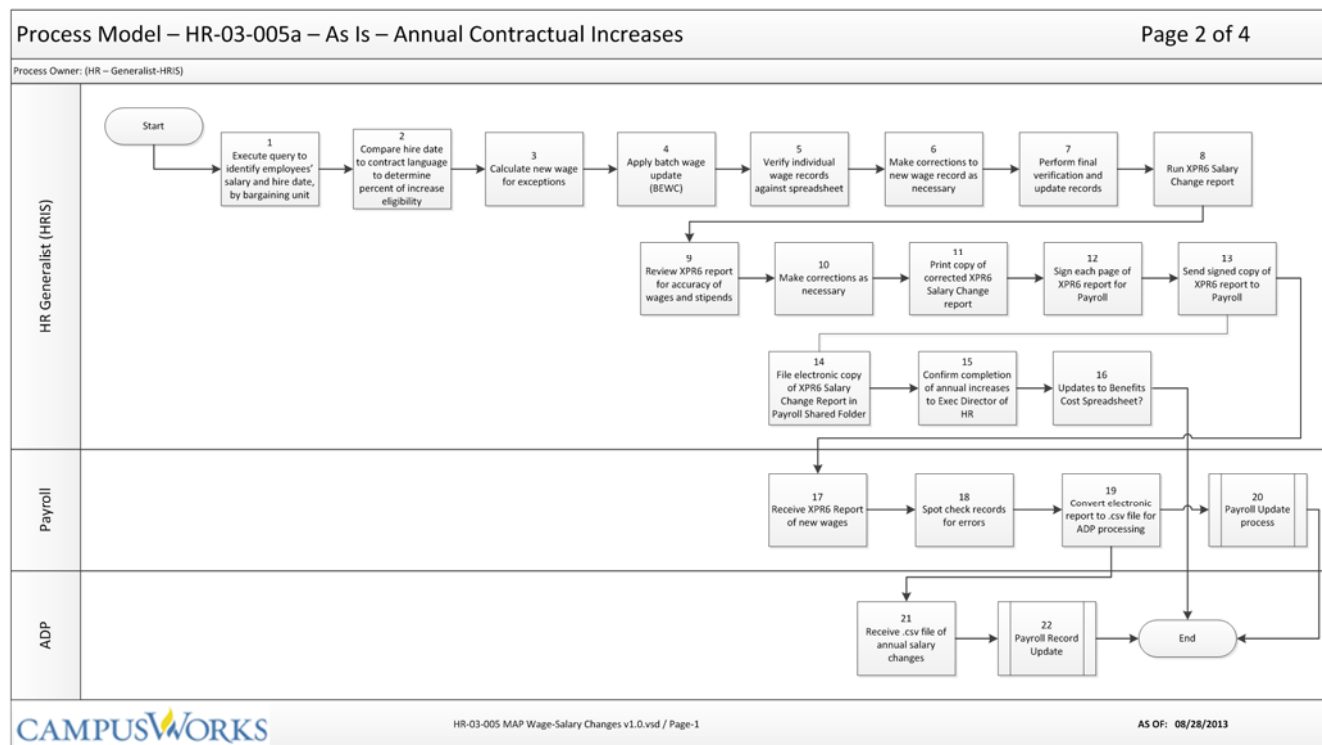 Process Model – HR-03-005a – As Is – Annual Contractual Increases
Page 2 of 4
Process Owner: (HR – Generalist-HRIS)
HR Generalist (HRIS)
Start
1
Execute query to
identify employees'
salary and hire date,
by bargaining unit
2
Compare hire date
to contract language
to determine
percent of increase
eligibility
3
Calculate new wage
for exceptions
4
Apply batch wage
update
(BEWC)
5
Verify individual
wage records
against spreadsheet
6
Make corrections to
new wage record as
necessary
7
Perform final
verification and
update records
8
Run XPR6 Salary
Change report
9
Review XPR6 report
for accuracy of
wages and stipends
10
Make corrections as
necessary
11
Print copy of
corrected XPR6
Salary Change
report
12
Sign each page of
XPR6 report for
Payroll
13
Send signed copy of
XPR6 report to
Payroll
14
File electronic copy
of XPR6 Salary
Change Report in
Payroll Shared Folder
15
Confirm completion
of annual increases
to Exec Director of
HR
16
Updates to Benefits
Cost Spreadsheet?
Payroll
17
Receive XPR6 Report
of new wages
18
Spot check records
for errors
19
Convert electronic
report to .csv file for
ADP processing
20
Payroll Update
process
ADP
21
Receive .csv file of
annual salary
changes
22
Payroll Record
Update
End
CAMPUSWORKS
HR-03-005 MAP Wage-Salary Changes v1.0.vsd / Page-1
AS OF: 08/28/2013